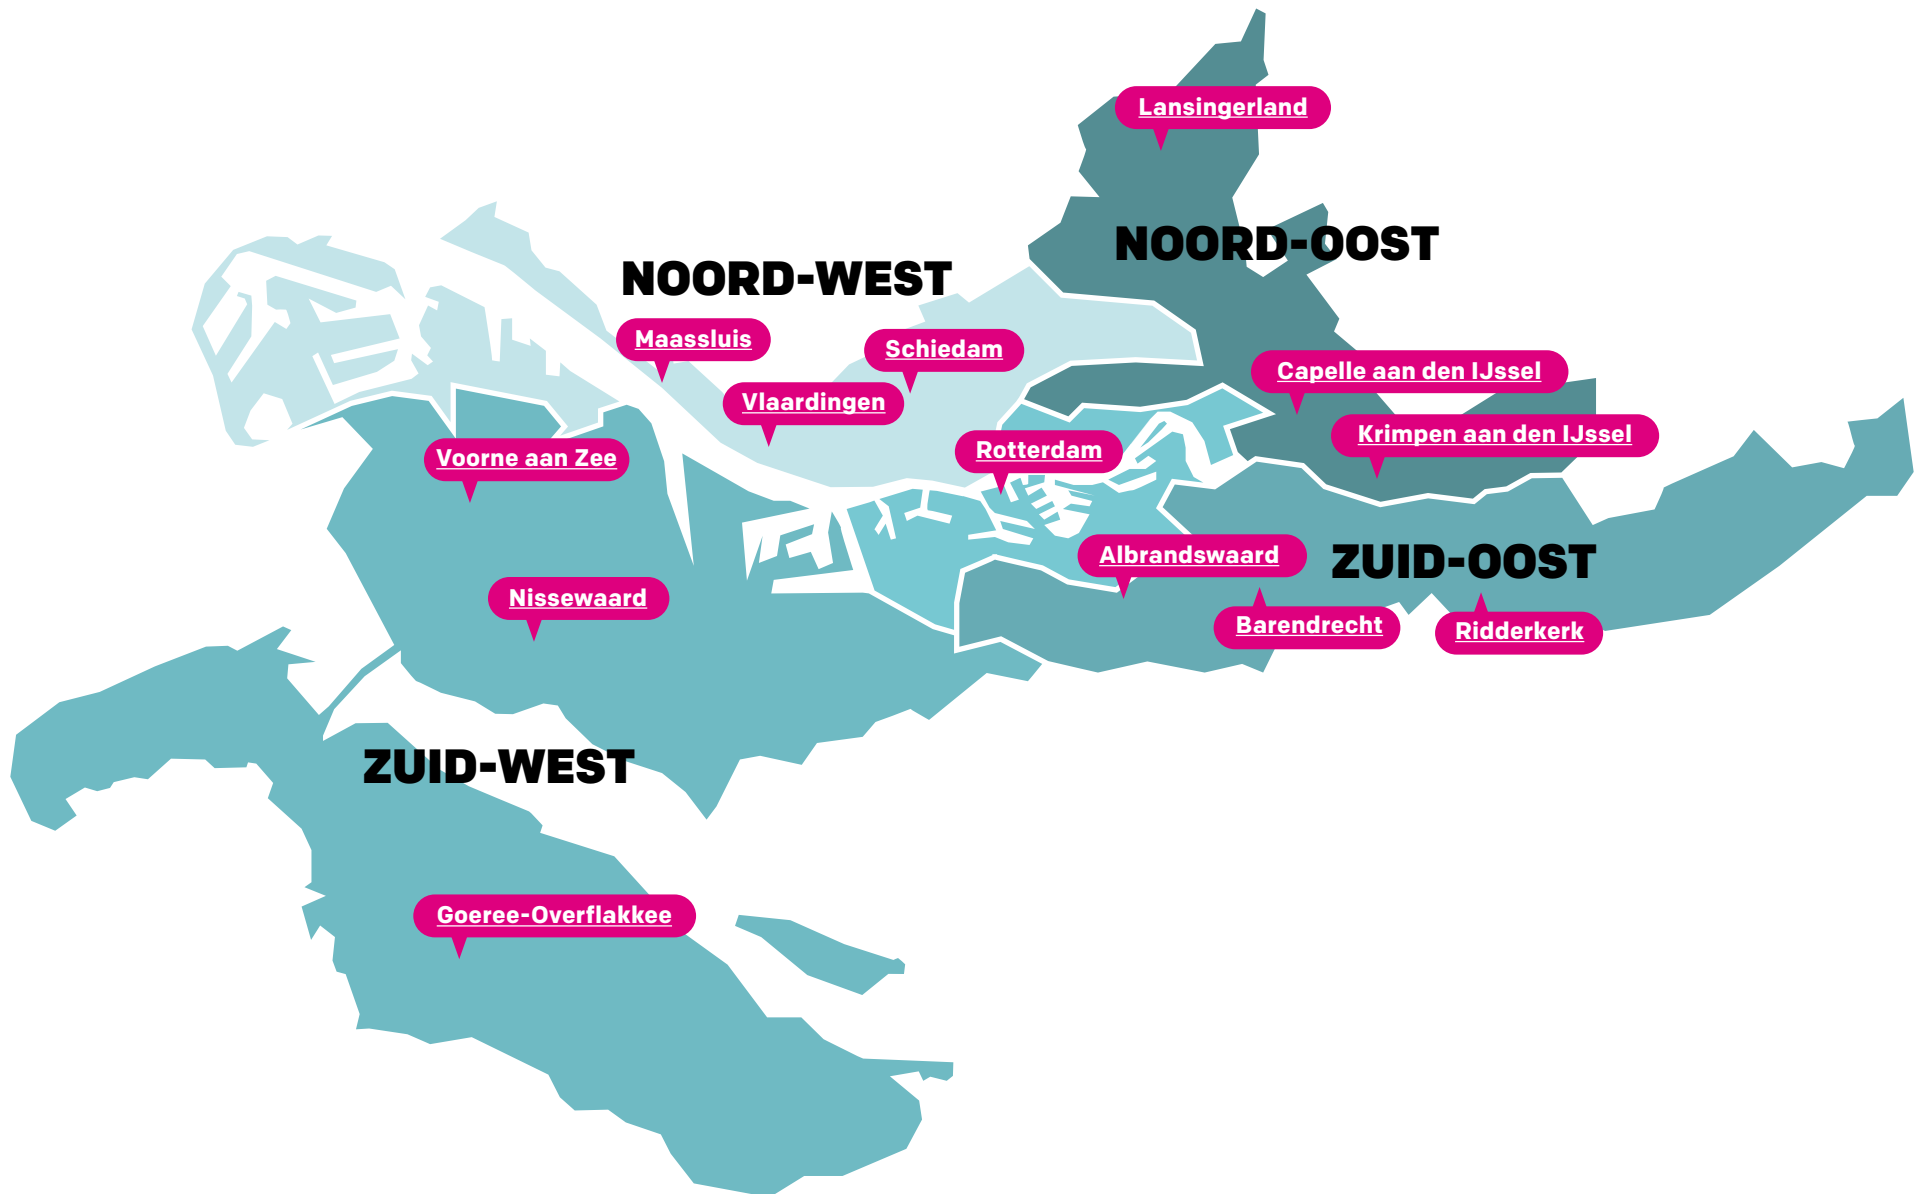 Lansingerland
NOORD-OOST
NOORD-WEST
Maassluis
Schiedam
Capelle aan den IJssel
Vlaardingen
Krimpen aan den IJssel
Rotterdam
Voorne aan Zee
Albrandswaard
ZUID-OOST
Nissewaard
Barendrecht
Ridderkerk
ZUID-WEST
Goeree-Overflakkee